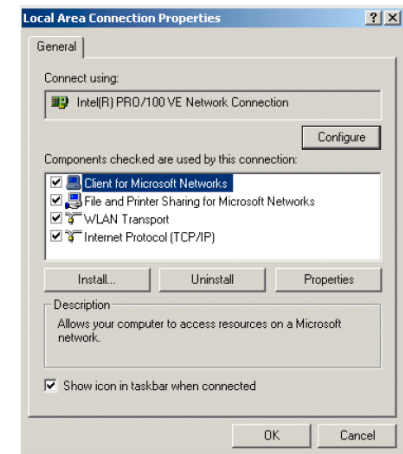 Local Area Connection Properties
General
Connect using:
Intel(R) PRO/100 VE Network Connection
Configure
Components checked are used by this connection:
Client for Microsoft Networks
File and Printer Sharing for Microsoft Networks
WLAN Transport
Internet Protocol (TCP/IP)
Install... Uninstall Properties
Description
Allows your computer to access resources on a Microsoft
network.
Show icon in taskbar when connected
OK Cancel